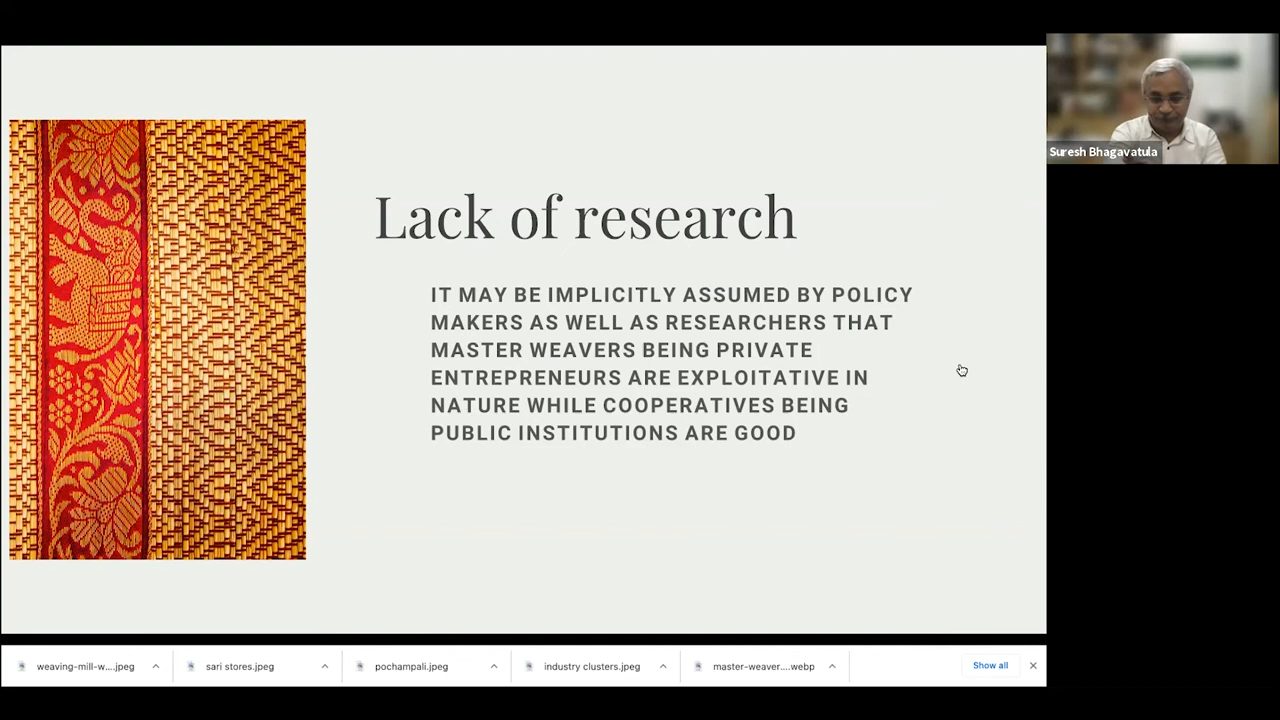 Lack of research
IT MAY BE IMPLICITLY ASSUMED BY POLICY
MAKERS AS WELL AS RESEARCHERS THAT
MASTER WEAVERS BEING PRIVATE
ENTREPRENEURS ARE EXPLOITATIVE IN
NATURE WHILE COOPERATIVES BEING
PUBLIC INSTITUTIONS ARE GOOD
Suresh Bhagavatula
weaving-mill-w....jpeg
sari stores.jpeg
pochampali.jpeg
industry clusters.jpeg
master-weaver....webp
Show all